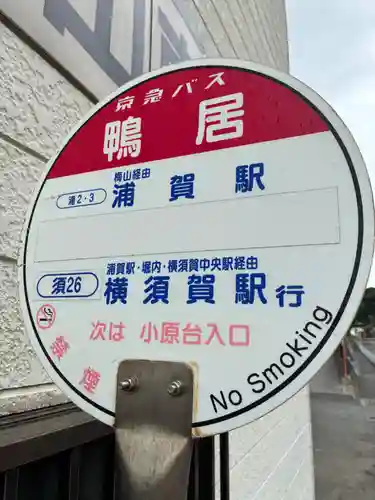 京急バス
鴨居
浦2・3
梅山経由
浦賀駅
須26
浦賀駅・堀内・横須賀中央駅経由
横須賀駅行
次は 小原台入口
禁煙
No Smoking